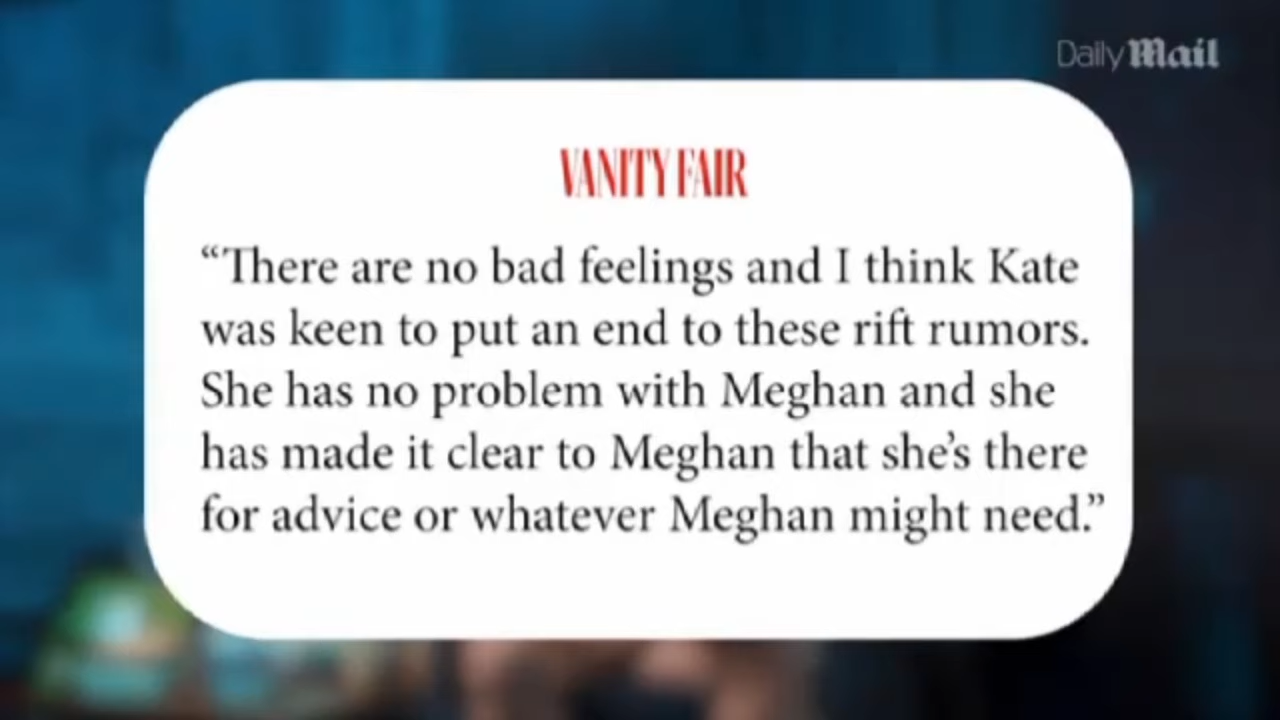 Daily Mail
VANITY FAIR
“There are no bad feelings and I think Kate
was keen to put an end to these rift rumors.
She has no problem with Meghan and she
has made it clear to Meghan that she’s there
for advice or whatever Meghan might need.”